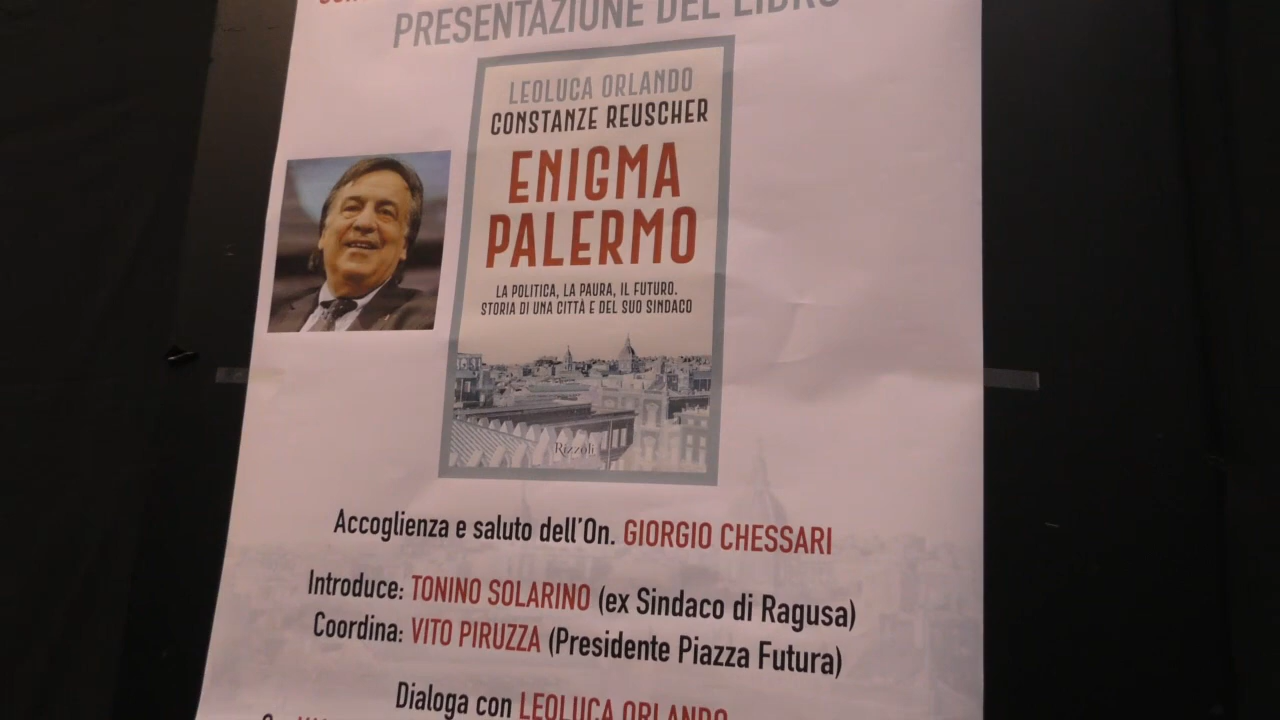 PRESENTAZIONE DEL LIBRO
LEOLUCA ORLANDO
CONSTANZE REUSCHER
ENIGMA
PALERMO
LA POLITICA, LA PAURA, IL FUTURO.
STORIA DI UNA CITTÀ E DEL SUO SINDACO
Rizzoli
Accoglienza e saluto dell'On. GIORGIO CHESSARI
Introduce: TONINO SOLARINO (ex Sindaco di Ragusa)
Coordina: VITO PIRUZZA (Presidente Piazza Futura)
Dialoga con LEOLUCA ORLANDO